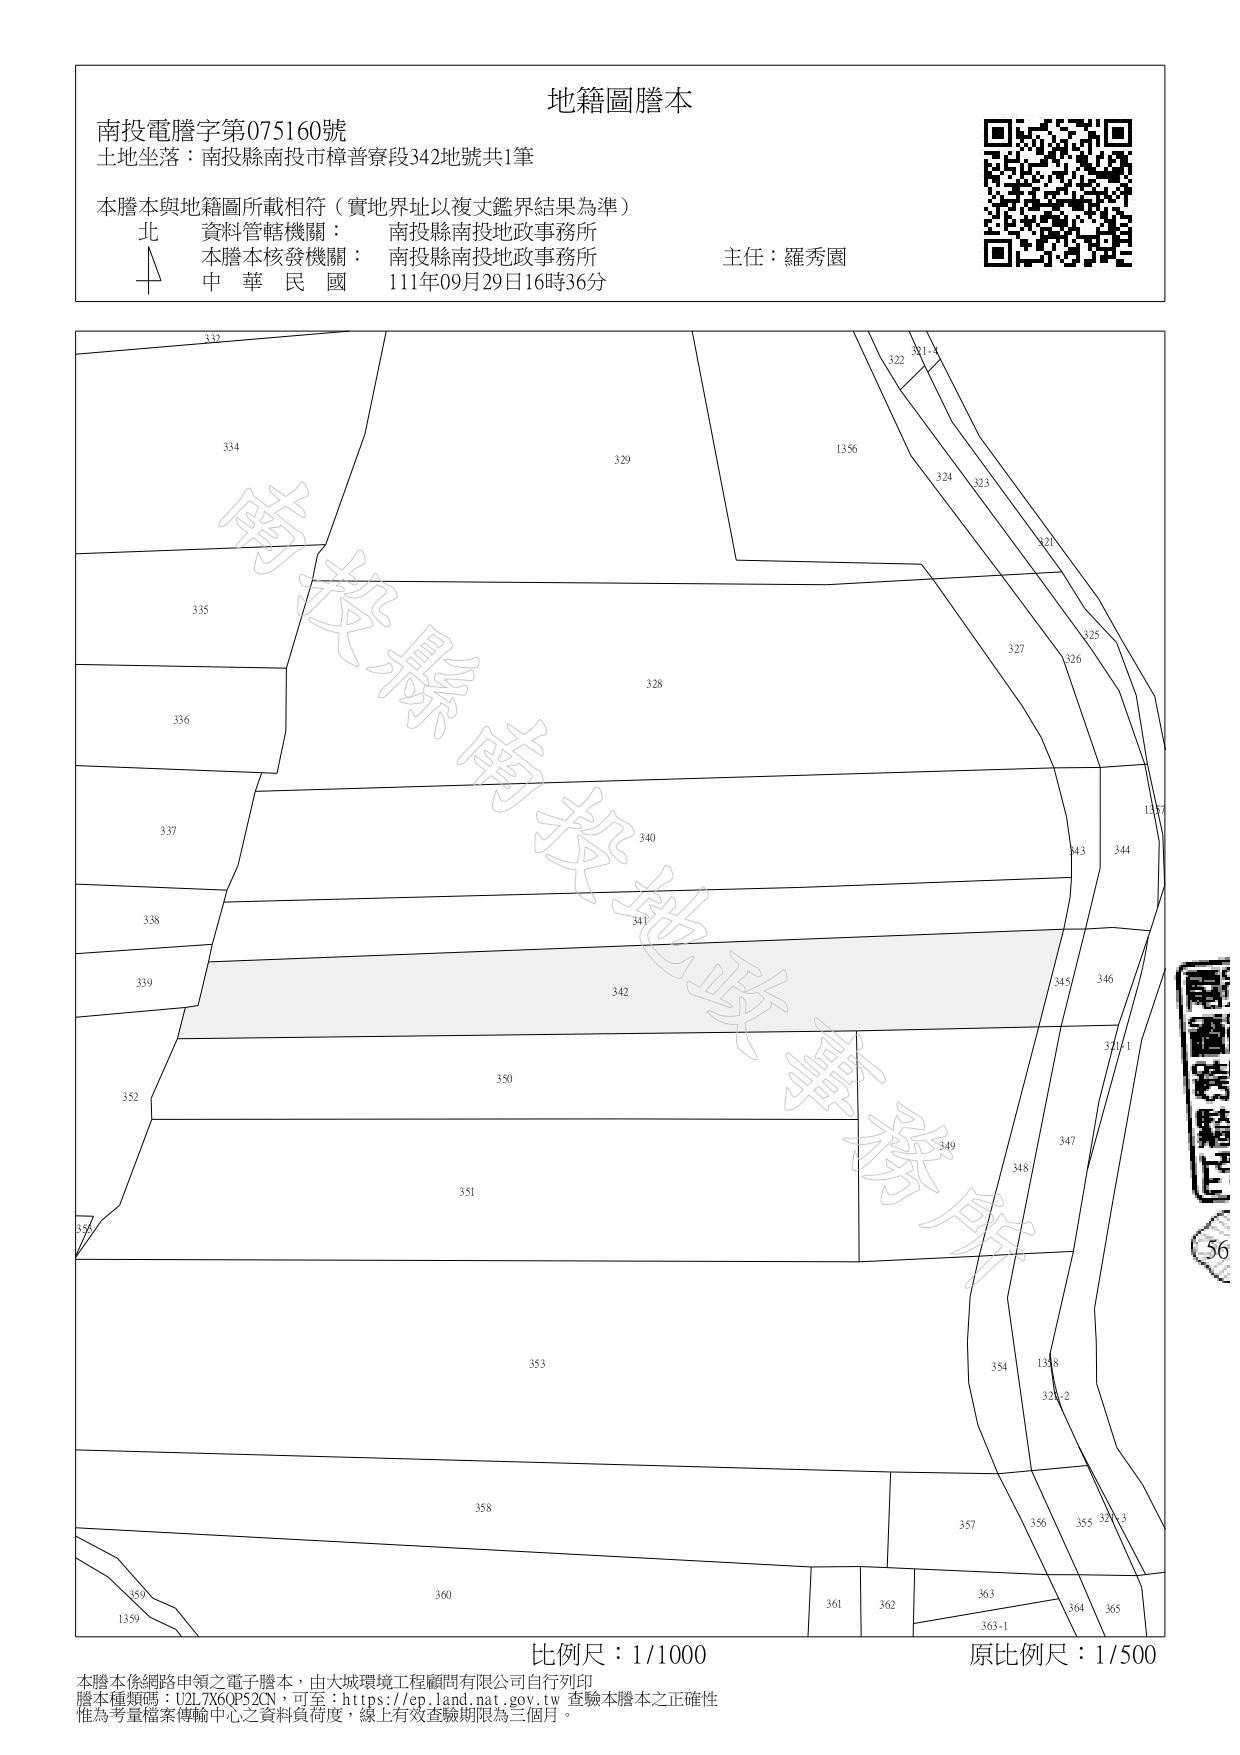 地籍圖謄本
南投電謄字第075160號
土地坐落：南投縣南投市樟普寮段342地號共1筆
本謄本與地籍圖所載相符（實地界址以複丈鑑界結果為準）
北 資料管轄機關： 南投縣南投地政事務所
本謄本核發機關： 南投縣南投地政事務所 主任：羅秀園
中 華 民 國 111年09月29日16時36分
332
322 321-4
334 329 1356
324 323
321
335
325
327 326
328
336
1357
337 340 343 344
338 341
339 342 345 346
321-1
352 350
349 347
348
351
353
353 354 1358
321-2
358 357 356 355 321-3
359 360 361 362 363 364 365
1359 363-1
南投縣南投地政事務所
56
比例尺：1/1000 原比例尺：1/500
本謄本係網路申領之電子謄本，由大城環境工程顧問有限公司自行列印
謄本種類碼：U2L7X6QP52CN，可至：https://ep.land.nat.gov.tw 查驗本謄本之正確性
惟為考量檔案傳輸中心之資料負荷度，線上有效查驗期限為三個月。